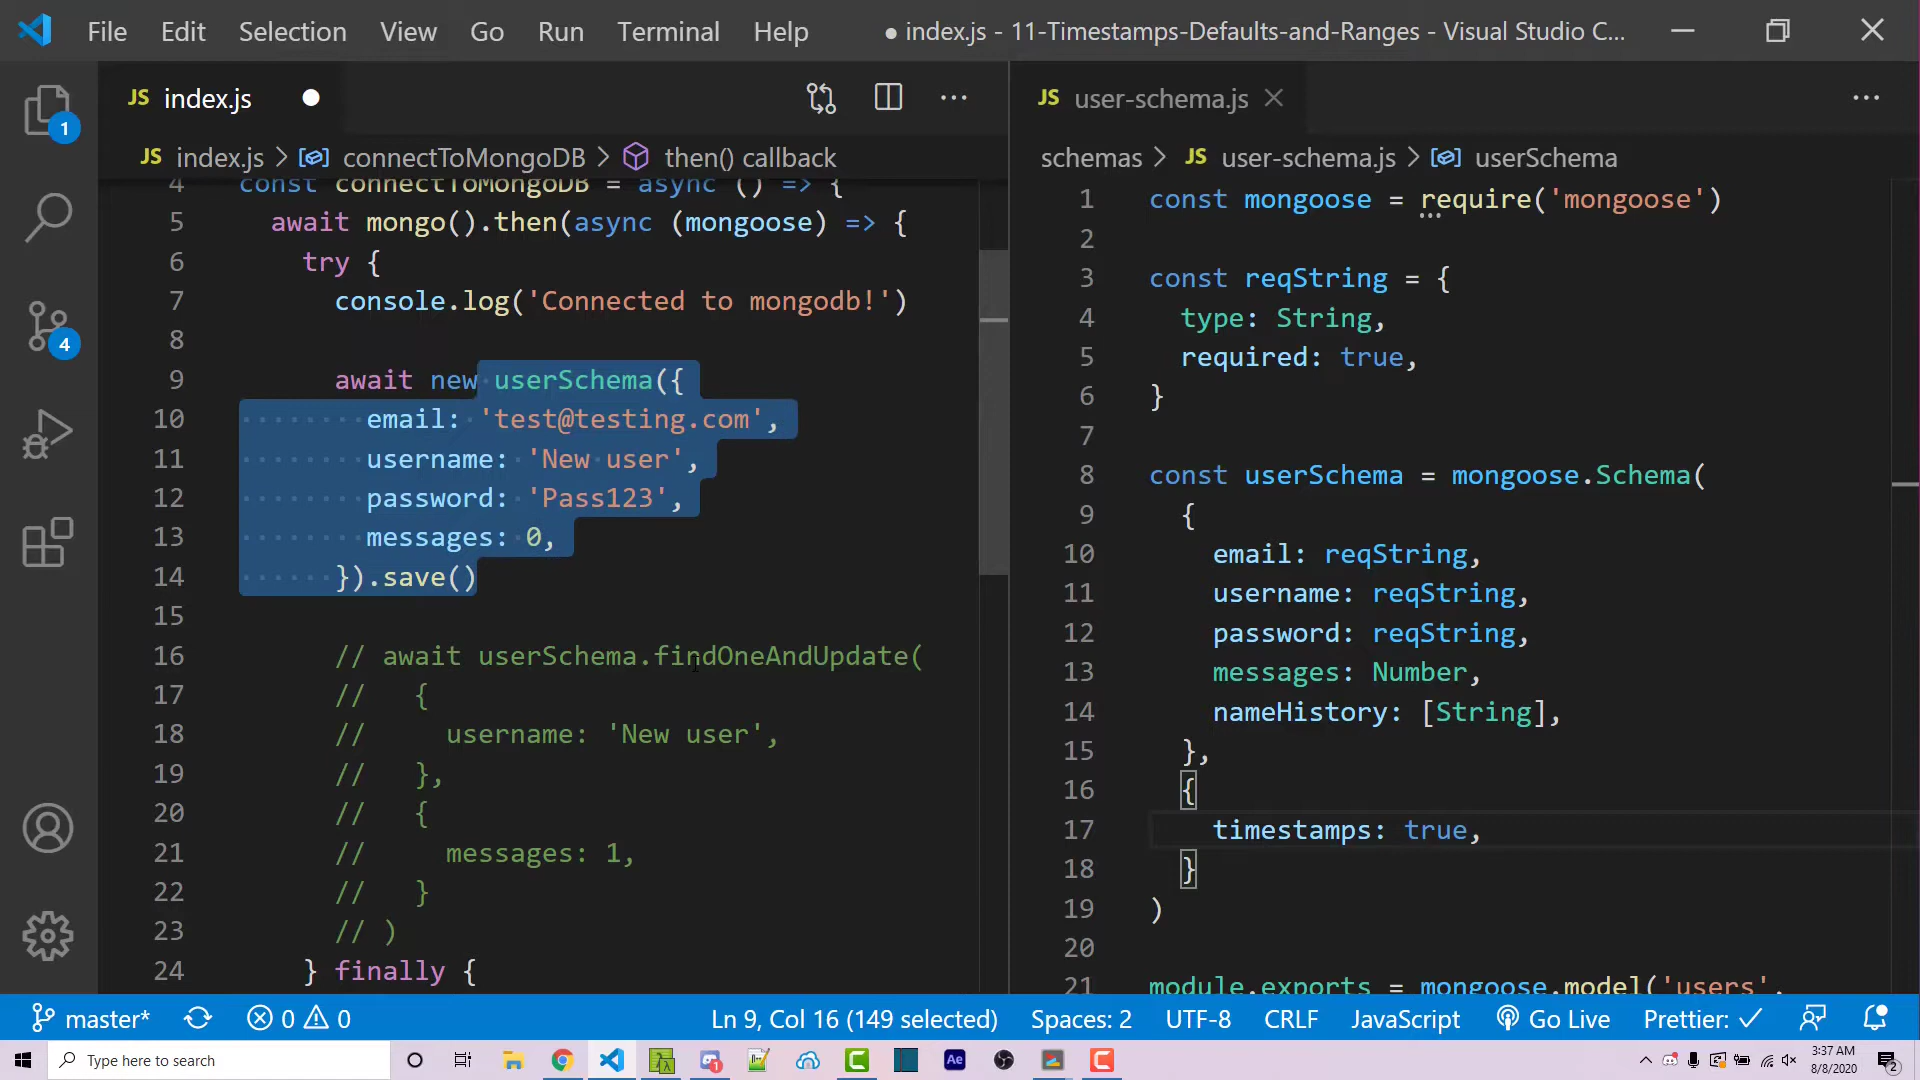 File Edit Selection View Go Run Terminal Help
● index.js - 11-Timestamps-Defaults-and-Ranges - Visual Studio C...
JS index.js
JS index.js > connectToMongoDB > then() callback
4 const connectToMongoDB = async () => {
5 await mongo().then(async (mongoose) => {
6 try {
7 console.log('Connected to mongodb!')
8
9 await new userSchema({
10 email: 'test@testing.com',
11 username: 'New user',
12 password: 'Pass123',
13 messages: 0,
14 }).save()
15
16 // await userSchema.findOneAndUpdate(
17 // {
18 // username: 'New user',
19 // },
20 // {
21 // messages: 1,
22 // }
23 // )
24 } finally {
JS user-schema.js
schemas > JS user-schema.js > userSchema
1 const mongoose = require('mongoose')
2
3 const reqString = {
4 type: String,
5 required: true,
6 }
7
8 const userSchema = mongoose.Schema(
9 {
10 email: reqString,
11 username: reqString,
12 password: reqString,
13 messages: Number,
14 nameHistory: [String],
15 },
16 {
17 timestamps: true,
18 }
19 )
20
21 module.exports = mongoose.model('users',
1
4
master* 0 0 Ln 9, Col 16 (149 selected) Spaces: 2 UTF-8 CRLF JavaScript Go Live Prettier: ✓
Type here to search
Ae
3:37 AM
8/8/2020
2